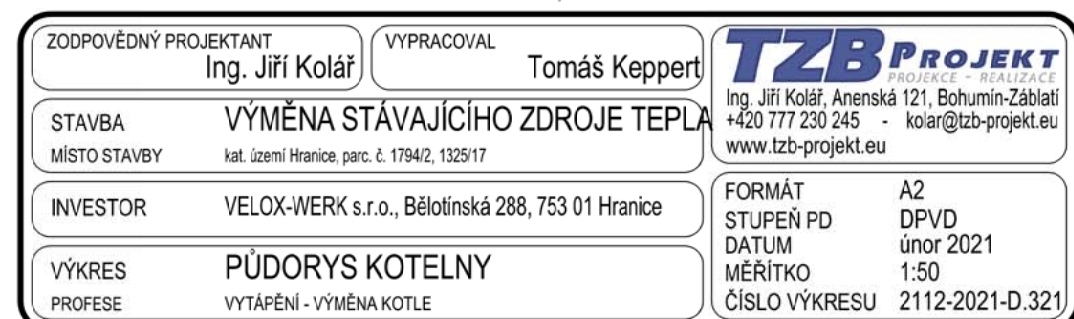 ZODPOVĚDNÝ PROJEKTANT
Ing. Jiří Kolář
VYPRACOVAL
Tomáš Keppert
STAVBA VÝMĚNA STÁVAJÍCÍHO ZDROJE TEPLA
MÍSTO STAVBY kat. území Hranice, parc. č. 1794/2, 1325/17
INVESTOR VELOX-WERK s.r.o., Bělotínská 288, 753 01 Hranice
VÝKRES PŮDORYS KOTELNY
PROFESE VYTÁPĚNÍ - VÝMĚNA KOTLE
TZB PROJEKT
PROJEKCE - REALIZACE
Ing. Jiří Kolář, Anenská 121, Bohumín-Záblatí
+420 777 230 245 - kolar@tzb-projekt.eu
www.tzb-projekt.eu
FORMÁT A2
STUPEŇ PD DPVD
DATUM únor 2021
MĚŘÍTKO 1:50
ČÍSLO VÝKRESU 2112-2021-D.321